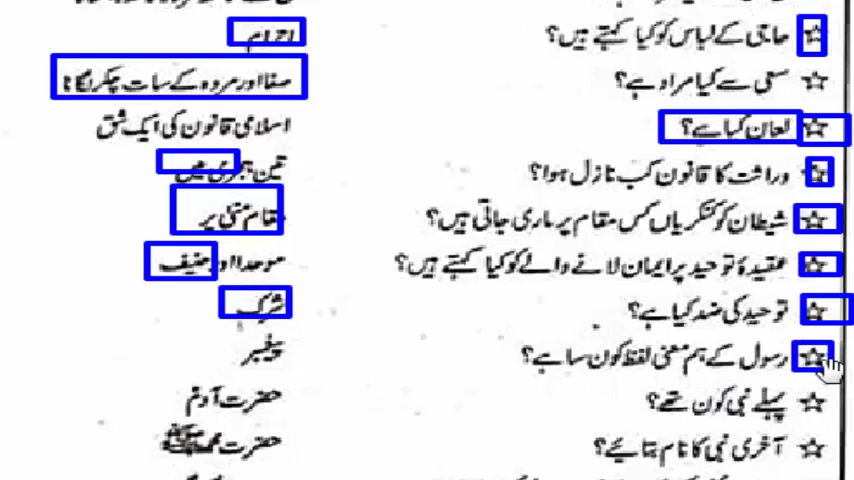 ☆ حاجی کے لباس کو کیا کہتے ہیں؟ احرام
☆ سعی سے کیا مراد ہے؟ صفا اور مروہ کے سات چکر لگانا
☆ لعان کیا ہے؟ اسلامی قانون کی ایک شق
☆ وراثت کا قانون کب نازل ہوا؟ تین ہجری میں
☆ شیطان کو کنکریاں کس مقام پر ماری جاتی ہیں؟ مقام منیٰ پر
☆ عقیدۂ توحید پر ایمان لانے والے کو کیا کہتے ہیں؟ موحد اور حنیف
☆ توحید کی ضد کیا ہے؟ شرک
☆ رسول کے ہم معنی لفظ کون سا ہے؟ پیغمبر
☆ پہلے نبی کون تھے؟ حضرت آدمؑ
☆ آخری نبی کا نام بتائیے؟ حضرت محمد ﷺ